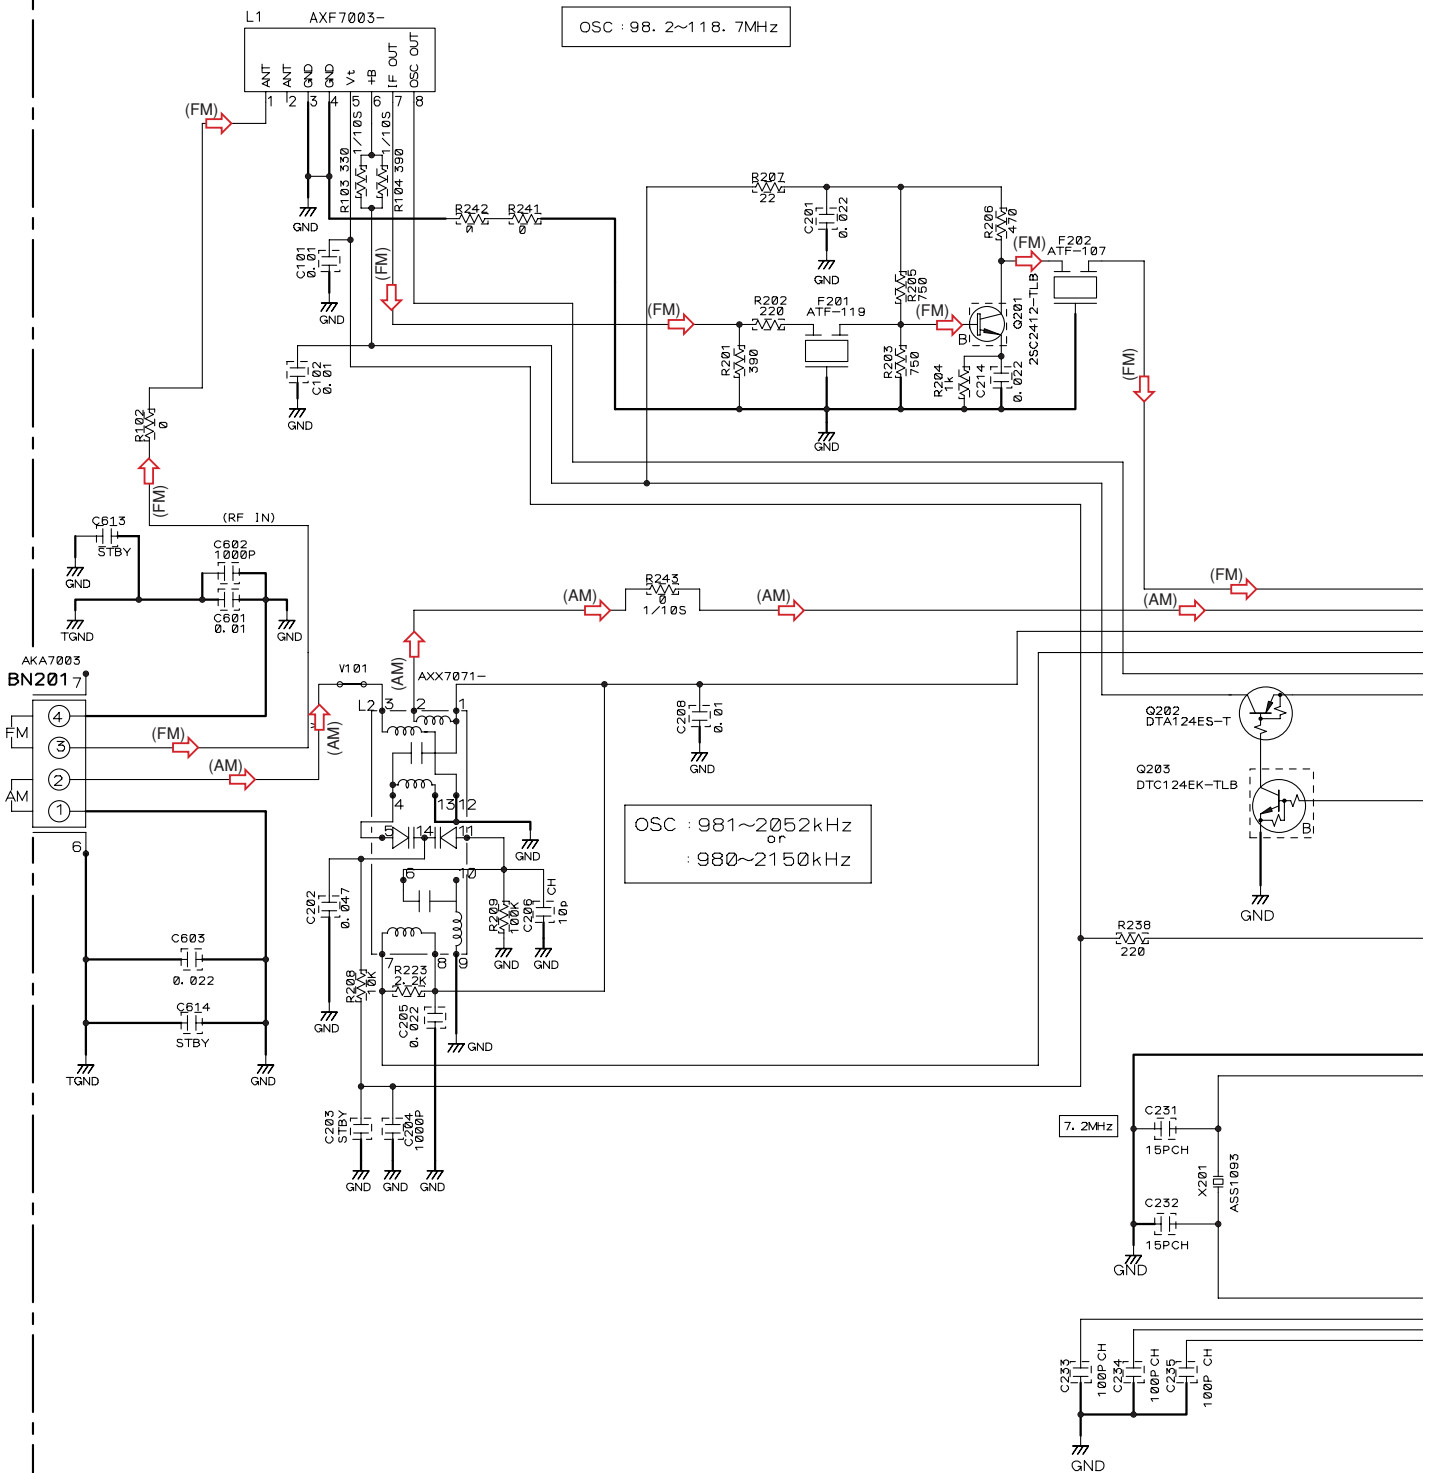 L1 AXF7003-
OSC : 98. 2~118. 7MHz
ANT
ANT
GND
GND
Vt
+B
IF OUT
OSC OUT
1 2 3 4 5 6 7 8
(FM)
R103 330
1/10S
R104 390
1/10S
GND
R242
0
R241
0
C101
0.01
GND
(FM)
C102
0.01
GND
R207
22
C201
0.022
GND
R206
470
(FM)
F202
ATF-107
R205
750
(FM)
R202
220
F201
ATF-119
(FM)
B
Q201
2SC2412-TLB
R201
390
R203
750
R204
1k
C214
0.022
GND
(FM)
R102
0
(FM)
(RF IN)
C613
STBY
GND
C602
1000P
C601
0.01
TGND
GND
AKA7003
BN201 7
4
3
2
1
FM
AM
6
(FM)
(AM)
(AM)
V101
(AM)
AXX7071-
(AM)
R243
0
1/10S
(AM)
(FM)
(AM)
L2 3 2 1
4 13 12
5 14 11
6 10
7 8 9
GND
C208
0.01
GND
OSC : 981~2052kHz
or
: 980~2150kHz
Q202
DTA124ES-T
Q203
DTC124EK-TLB
B
GND
C202
0.047
GND
R209
100K
GND
C206
10p
CH
GND
R208
10K
R223
2.2K
C205
0.022
GND
R238
220
C603
0.022
C614
STBY
TGND
GND
C203
STBY
C204
1000P
GND
GND
GND
7. 2MHz
C231
15PCH
X201
ASS1093
C232
15PCH
GND
C233
100P CH
C234
100P CH
C235
100P CH
GND